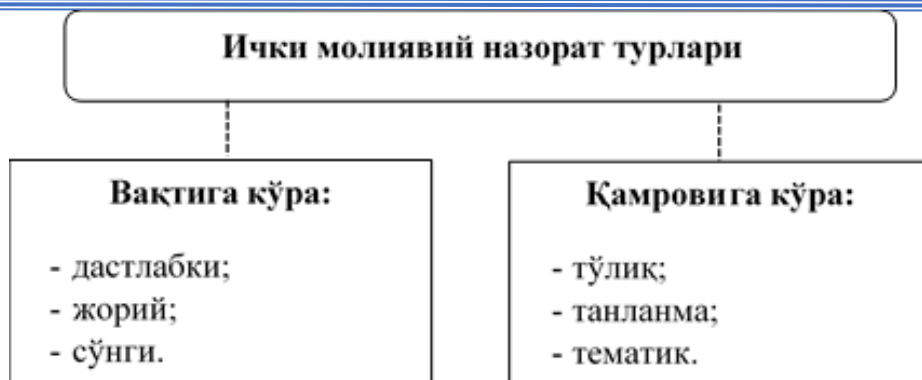 Ички молиявий назорат турлари
Вақтига кўра:
- дастлабки;
- жорий;
- сўнги.
Қамровига кўра:
- тўлиқ;
- танланма;
- тематик.